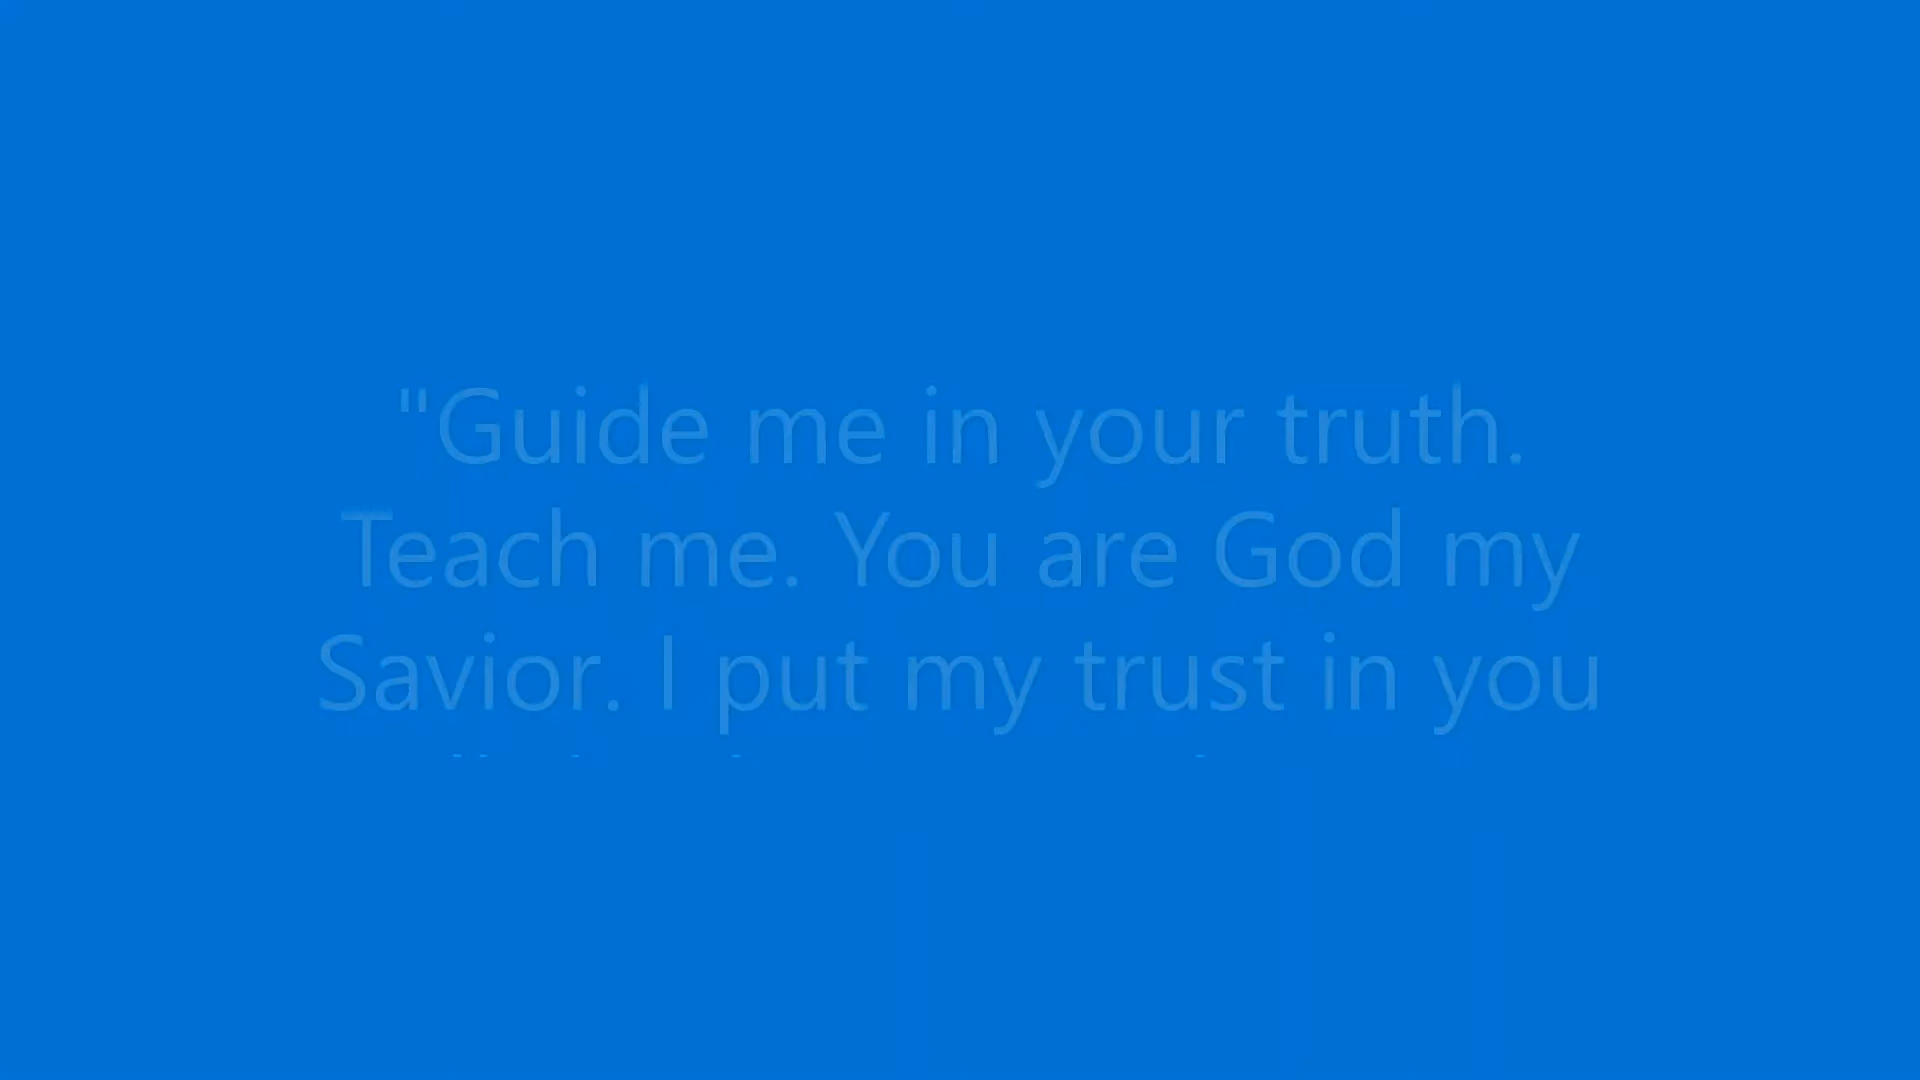 "Guide me in your truth.
Teach me. You are God my
Savior. I put my trust in you